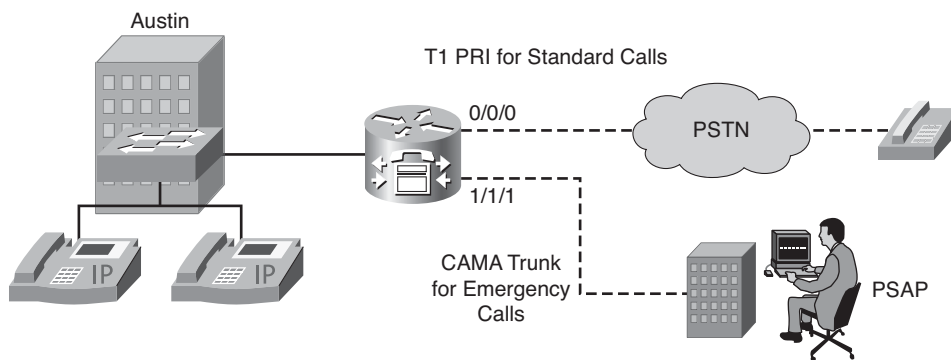 Austin
T1 PRI for Standard Calls
0/0/0
PSTN
1/1/1
IP
IP
CAMA Trunk
for Emergency
Calls
PSAP